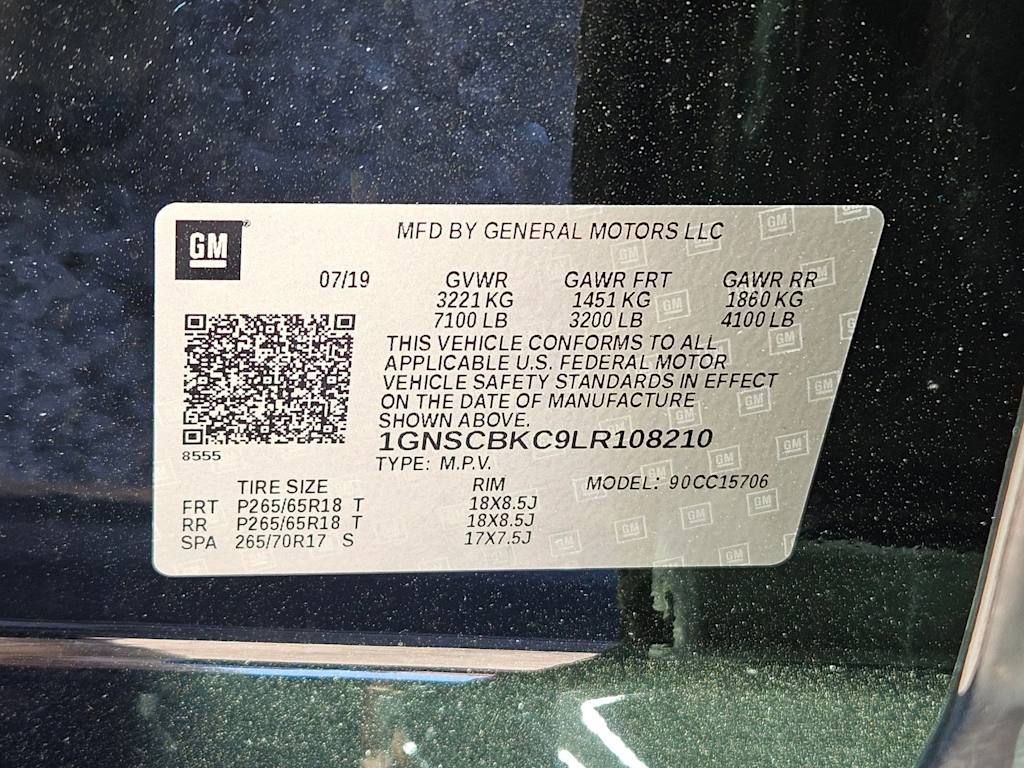 GM
MFD BY GENERAL MOTORS LLC
07/19 GVWR GAWR FRT GAWR RR
3221 KG 1451 KG 1860 KG
7100 LB 3200 LB 4100 LB
THIS VEHICLE CONFORMS TO ALL
APPLICABLE U.S. FEDERAL MOTOR
VEHICLE SAFETY STANDARDS IN EFFECT
ON THE DATE OF MANUFACTURE
SHOWN ABOVE.
1GNSCBKC9LR108210
8555
TYPE: M.P.V.
TIRE SIZE RIM MODEL: 90CC15706
FRT P265/65R18 T 18X8.5J
RR P265/65R18 T 18X8.5J
SPA 265/70R17 S 17X7.5J